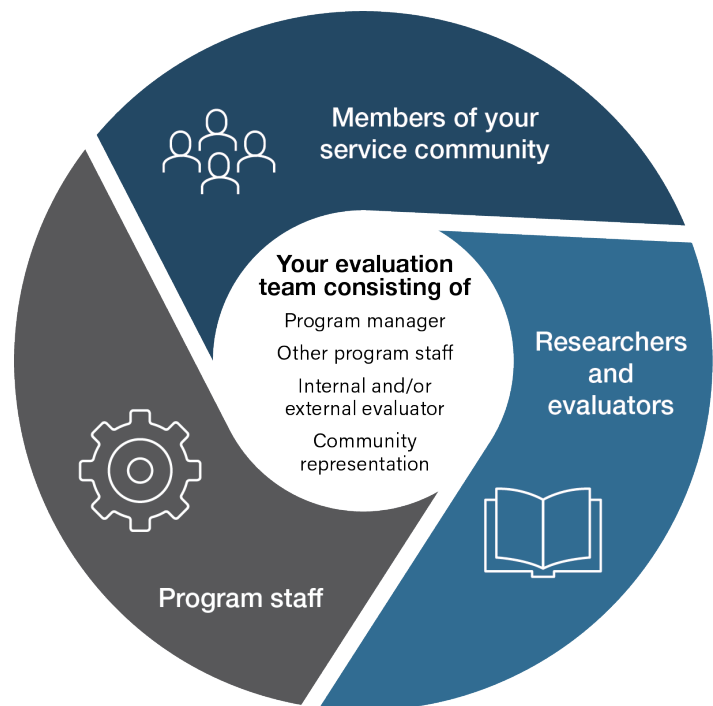 Members of your
service community
Your evaluation
team consisting of
Program manager
Other program staff
Internal and/or
external evaluator
Community
representation
Researchers
and
evaluators
Program staff